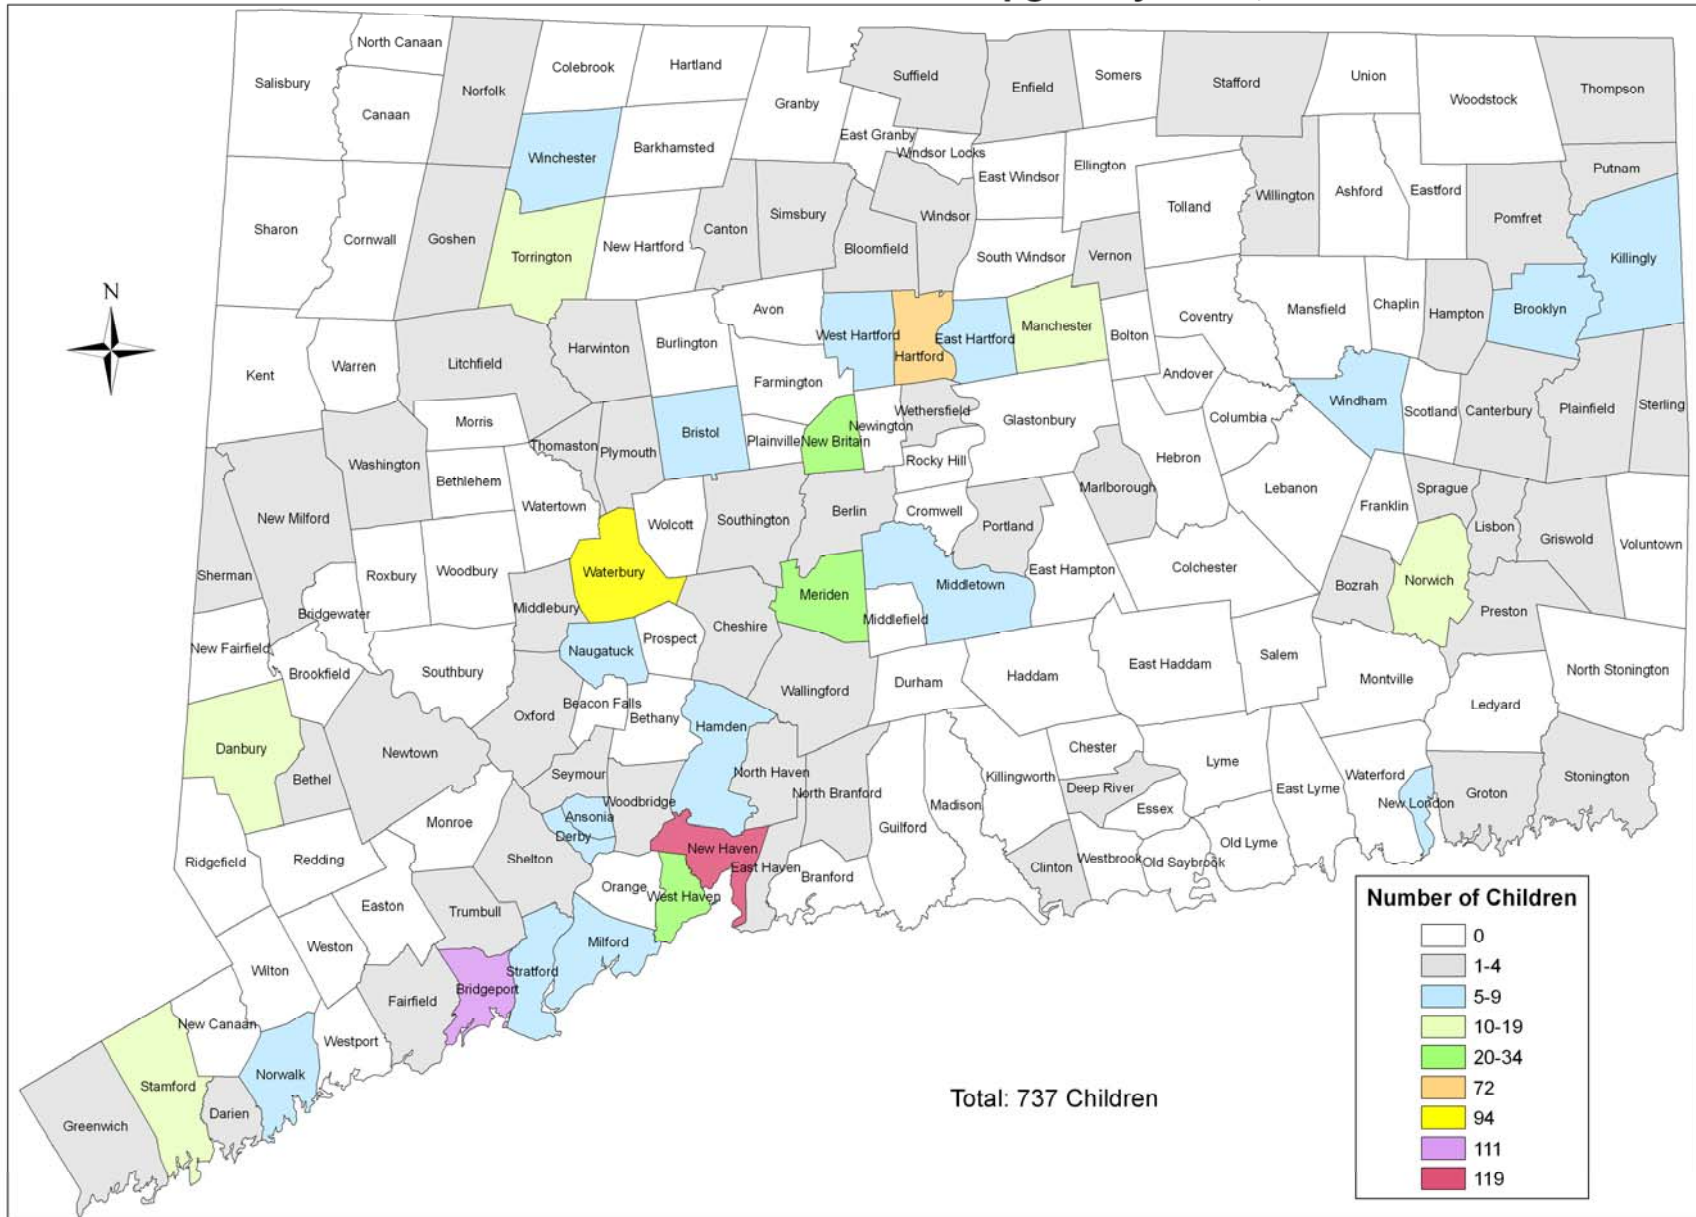 North Canaan
Colebrook
Hartland
Salisbury
Norfolk
Canaan
Granby
Suffield
Enfield
Somers
Stafford
Union
Woodstock
Thompson
East Granby
Windsor Locks
Winchester
Barkhamsted
East Windsor
Ellington
Putnam
Willington
Ashford
Eastford
Pomfret
Tolland
Sharon
Cornwall
Goshen
Torrington
New Hartford
Canton
Simsbury
Bloomfield
Windsor
South Windsor
Vernon
Killingly
N
Avon
West Hartford
Hartford
East Hartford
Manchester
Bolton
Coventry
Mansfield
Chaplin
Hampton
Brooklyn
Kent
Warren
Litchfield
Harwinton
Burlington
Farmington
Andover
Windham
Scotland
Canterbury
Plainfield
Sterling
Morris
Bristol
Plainville
New Britain
Newington
Wethersfield
Glastonbury
Columbia
Hebron
Rocky Hill
Washington
Thomaston
Plymouth
Bethlehem
Watertown
Wolcott
Southington
Berlin
Cromwell
Portland
Marlborough
Lebanon
Franklin
Sprague
Lisbon
Griswold
Voluntown
New Milford
Sherman
Roxbury
Woodbury
Waterbury
Meriden
Middletown
East Hampton
Colchester
Bozrah
Norwich
Preston
Bridgewater
Middlebury
Cheshire
Middlefield
New Fairfield
Brookfield
Southbury
Naugatuck
Prospect
Wallingford
Durham
Haddam
East Haddam
Salem
Montville
North Stonington
Ledyard
Oxford
Beacon Falls
Bethany
Hamden
Danbury
Bethel
Newtown
Seymour
Woodbridge
North Haven
North Branford
Guilford
Madison
Killingworth
Chester
Deep River
Essex
Lyme
East Lyme
Waterford
New London
Groton
Stonington
Ansonia
Derby
Monroe
Shelton
New Haven
East Haven
Branford
Clinton
Westbrook
Old Saybrook
Old Lyme
Ridgefield
Redding
Orange
West Haven
Easton
Trumbull
Weston
Wilton
Milford
Stratford
Bridgeport
Fairfield
New Canaan
Westport
Norwalk
Stamford
Darien
Greenwich
Total: 737 Children
Number of Children
0
1-4
5-9
10-19
20-34
72
94
111
119